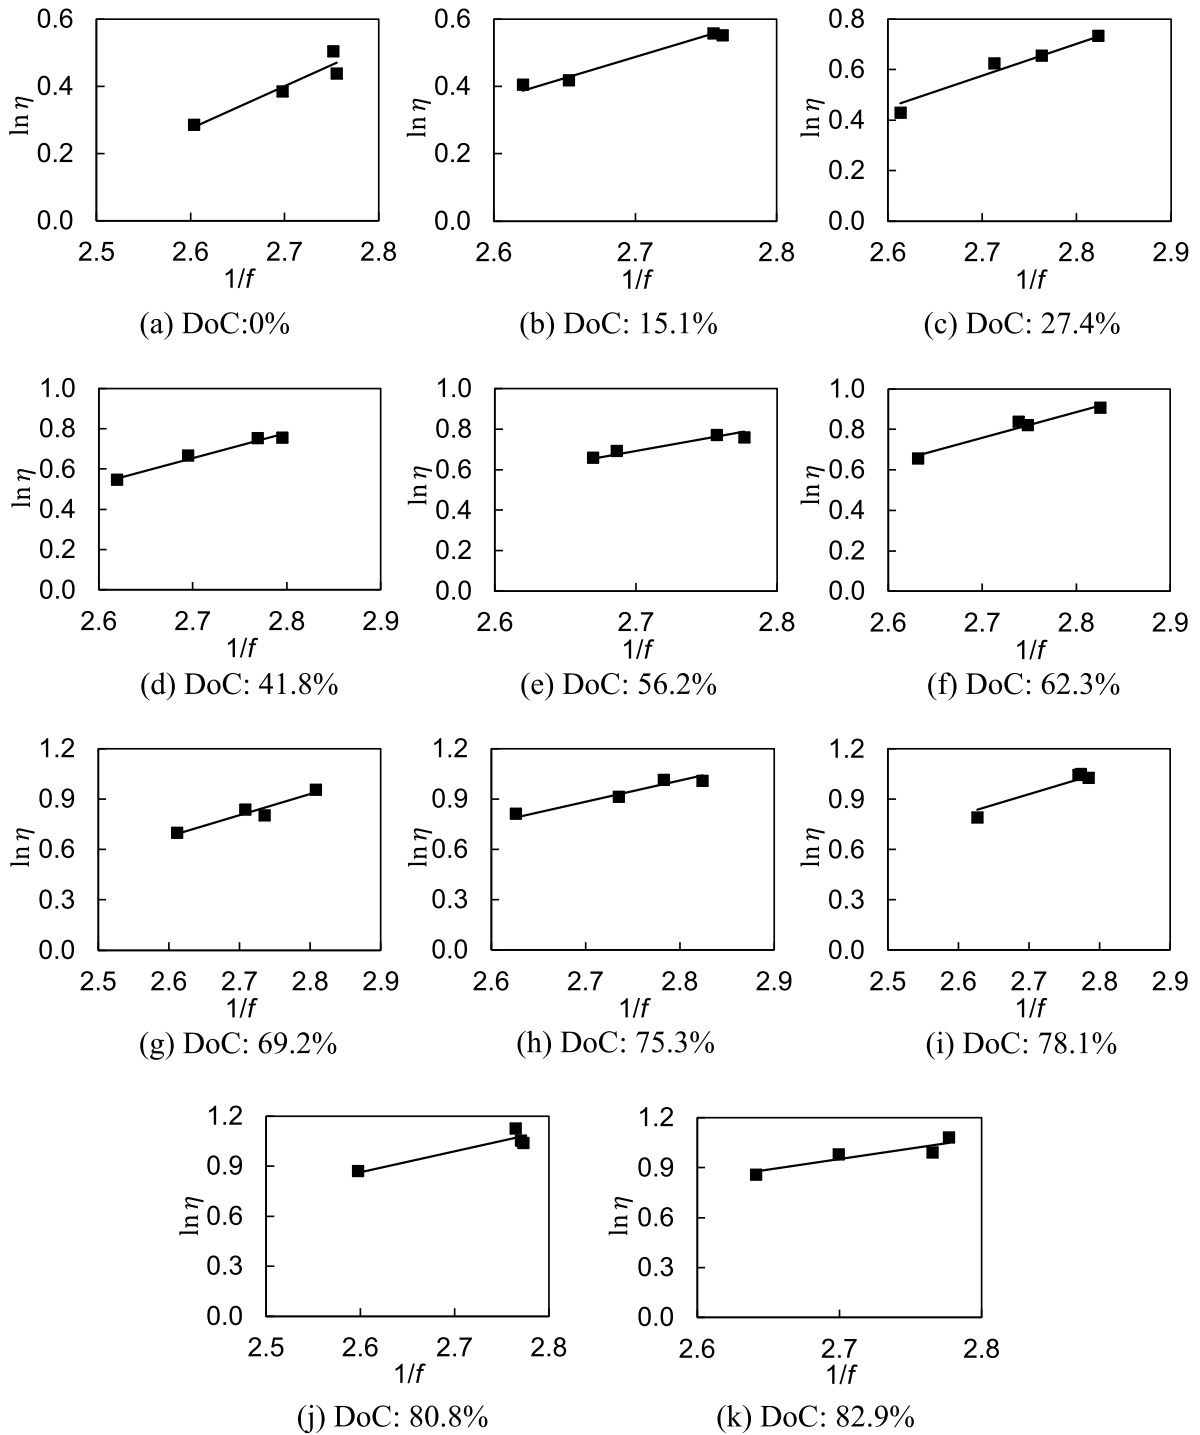 0.6
0.4
0.2
0.0
ln η
2.5 2.6 2.7 2.8
1/f
(a) DoC:0%
0.6
0.4
0.2
0.0
ln η
2.6 2.7 2.8
1/f
(b) DoC: 15.1%
0.8
0.6
0.4
0.2
0.0
ln η
2.6 2.7 2.8 2.9
1/f
(c) DoC: 27.4%
1.0
0.8
0.6
0.4
0.2
0.0
ln η
2.6 2.7 2.8 2.9
1/f
(d) DoC: 41.8%
1.0
0.8
0.6
0.4
0.2
0.0
ln η
2.6 2.7 2.8
1/f
(e) DoC: 56.2%
1.0
0.8
0.6
0.4
0.2
0.0
ln η
2.6 2.7 2.8 2.9
1/f
(f) DoC: 62.3%
1.2
0.9
0.6
0.3
0.0
ln η
2.5 2.6 2.7 2.8 2.9
1/f
(g) DoC: 69.2%
1.2
0.9
0.6
0.3
0.0
ln η
2.6 2.7 2.8 2.9
1/f
(h) DoC: 75.3%
1.2
0.9
0.6
0.3
0.0
ln η
2.5 2.6 2.7 2.8 2.9
1/f
(i) DoC: 78.1%
1.2
0.9
0.6
0.3
0.0
ln η
2.5 2.6 2.7 2.8
1/f
(j) DoC: 80.8%
1.2
0.9
0.6
0.3
0.0
ln η
2.6 2.7 2.8
1/f
(k) DoC: 82.9%